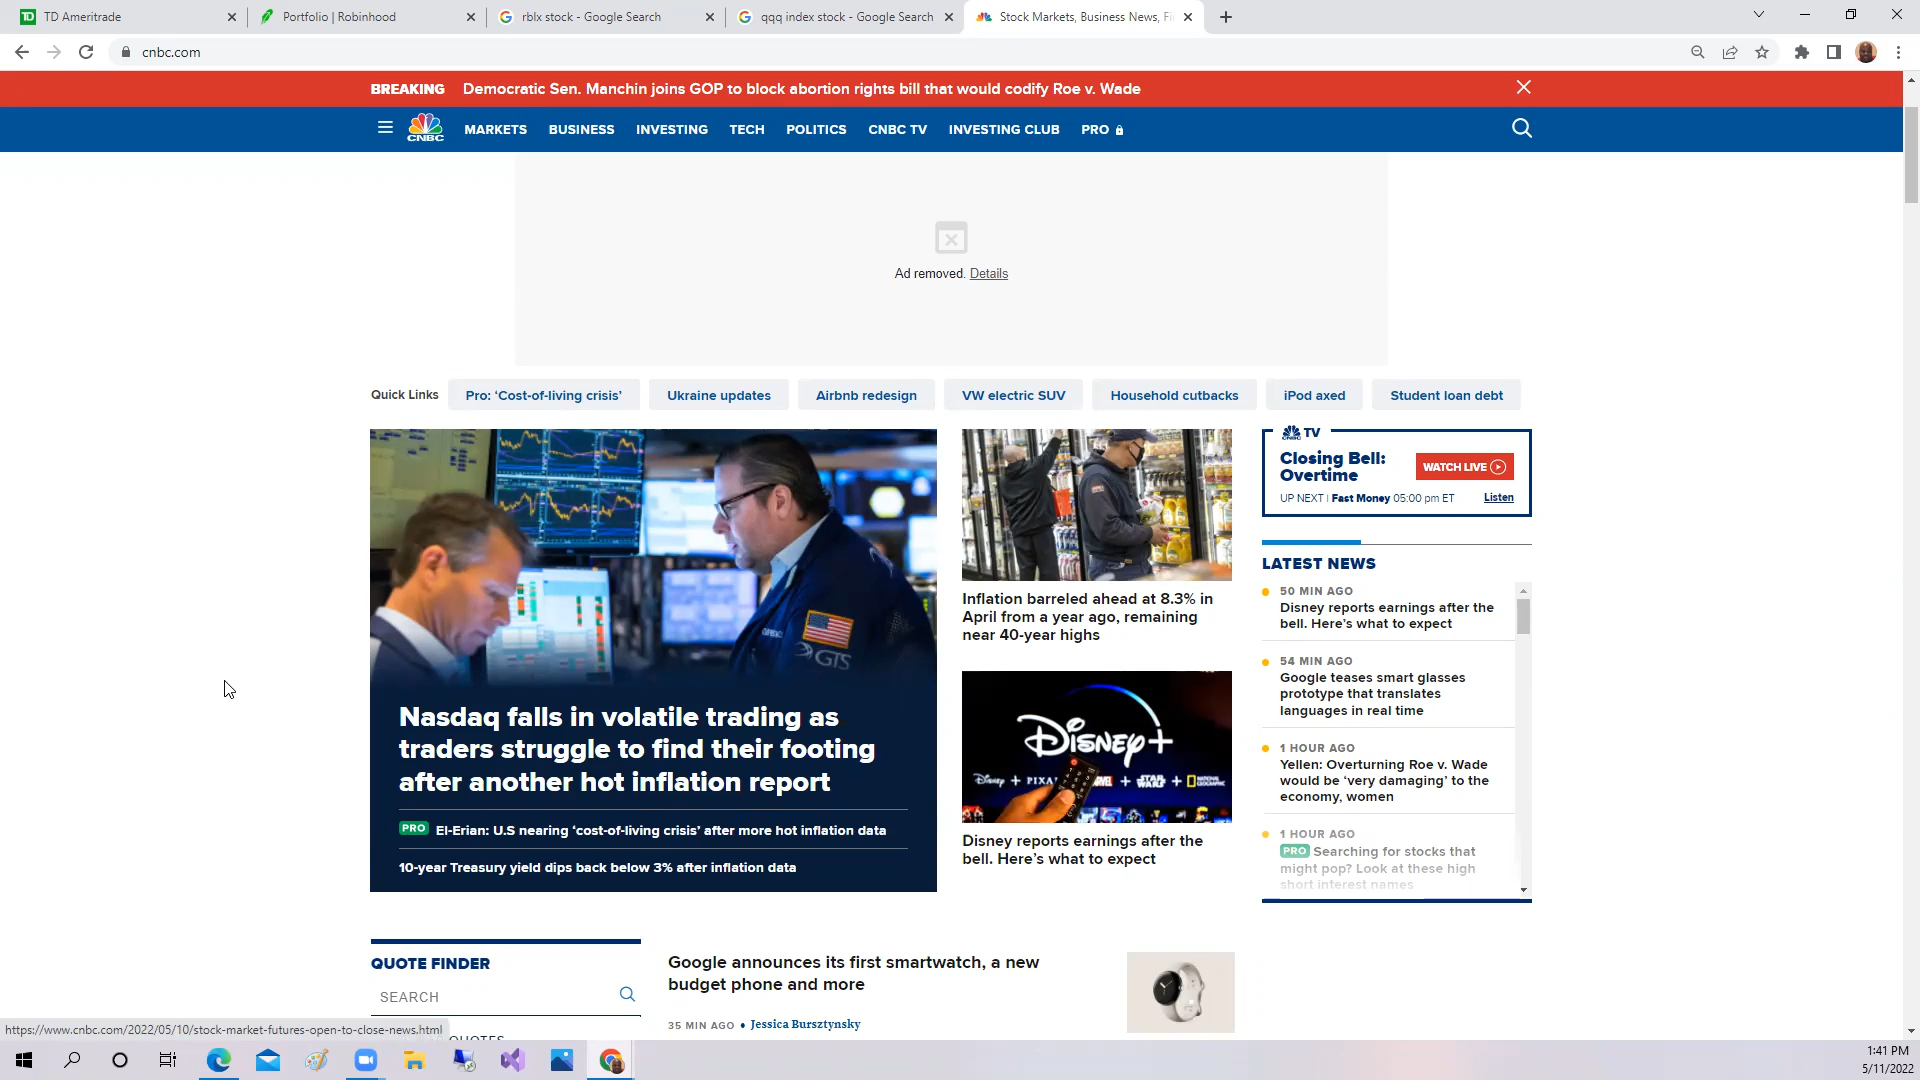 TD Ameritrade
Portfolio | Robinhood
rblx stock - Google Search
qqq index stock - Google Search
Stock Markets, Business News, Fi
cnbc.com
BREAKING Democratic Sen. Manchin joins GOP to block abortion rights bill that would codify Roe v. Wade
CNBC MARKETS BUSINESS INVESTING TECH POLITICS CNBC TV INVESTING CLUB PRO
Ad removed. Details
Quick Links Pro: ‘Cost-of-living crisis’ Ukraine updates Airbnb redesign VW electric SUV Household cutbacks iPod axed Student loan debt
GTS
Nasdaq falls in volatile trading as
traders struggle to find their footing
after another hot inflation report
PRO El-Erian: U.S nearing ‘cost-of-living crisis’ after more hot inflation data
10-year Treasury yield dips back below 3% after inflation data
Inflation barreled ahead at 8.3% in
April from a year ago, remaining
near 40-year highs
Disney+
Disney + PIXAR + STAR WARS + NATIONAL GEOGRAPHIC
Disney reports earnings after the
bell. Here’s what to expect
CNBC TV
Closing Bell:
Overtime
WATCH LIVE
UP NEXT | Fast Money 05:00 pm ET Listen
LATEST NEWS
50 MIN AGO
Disney reports earnings after the
bell. Here’s what to expect
54 MIN AGO
Google teases smart glasses
prototype that translates
languages in real time
1 HOUR AGO
Yellen: Overturning Roe v. Wade
would be ‘very damaging’ to the
economy, women
1 HOUR AGO
PRO Searching for stocks that
might pop? Look at these high
short interest names
QUOTE FINDER
SEARCH
QUOTES
Google announces its first smartwatch, a new
budget phone and more
35 MIN AGO • Jessica Bursztynsky
https://www.cnbc.com/2022/05/10/stock-market-futures-open-to-close-news.html
1:41 PM
5/11/2022